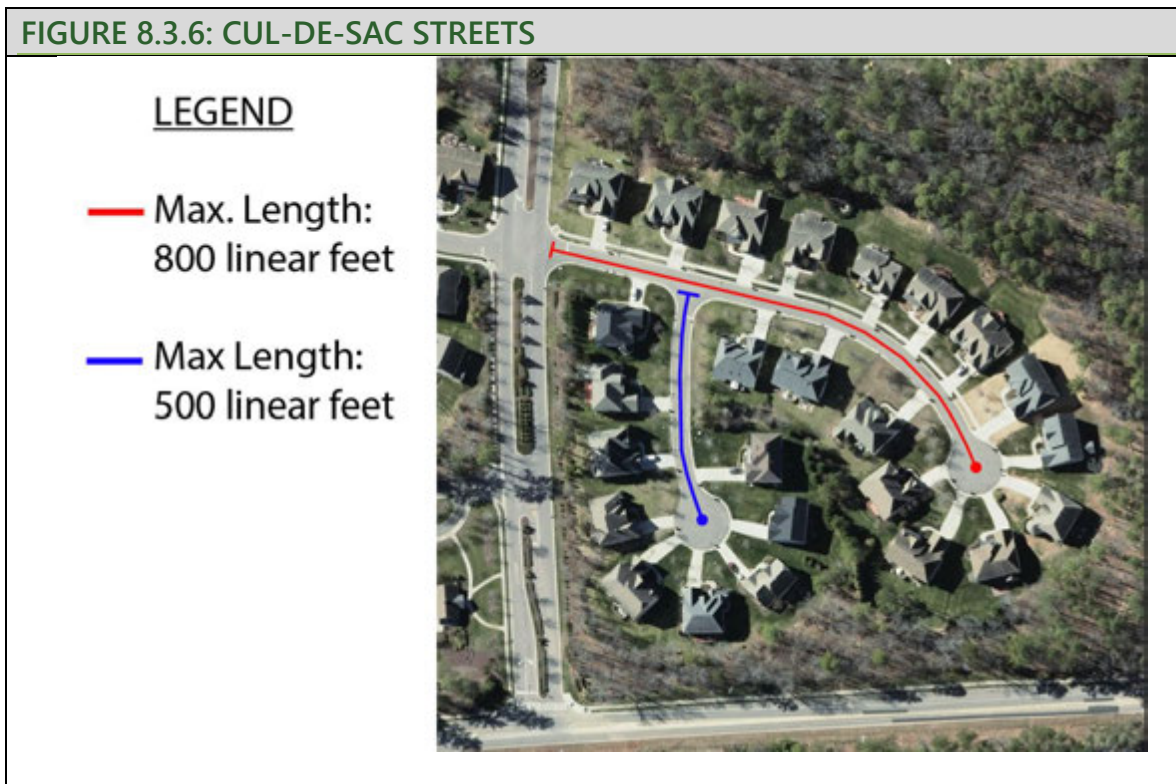 FIGURE 8.3.6: CUL-DE-SAC STREETS
LEGEND
Max. Length:
800 linear feet
Max Length:
500 linear feet